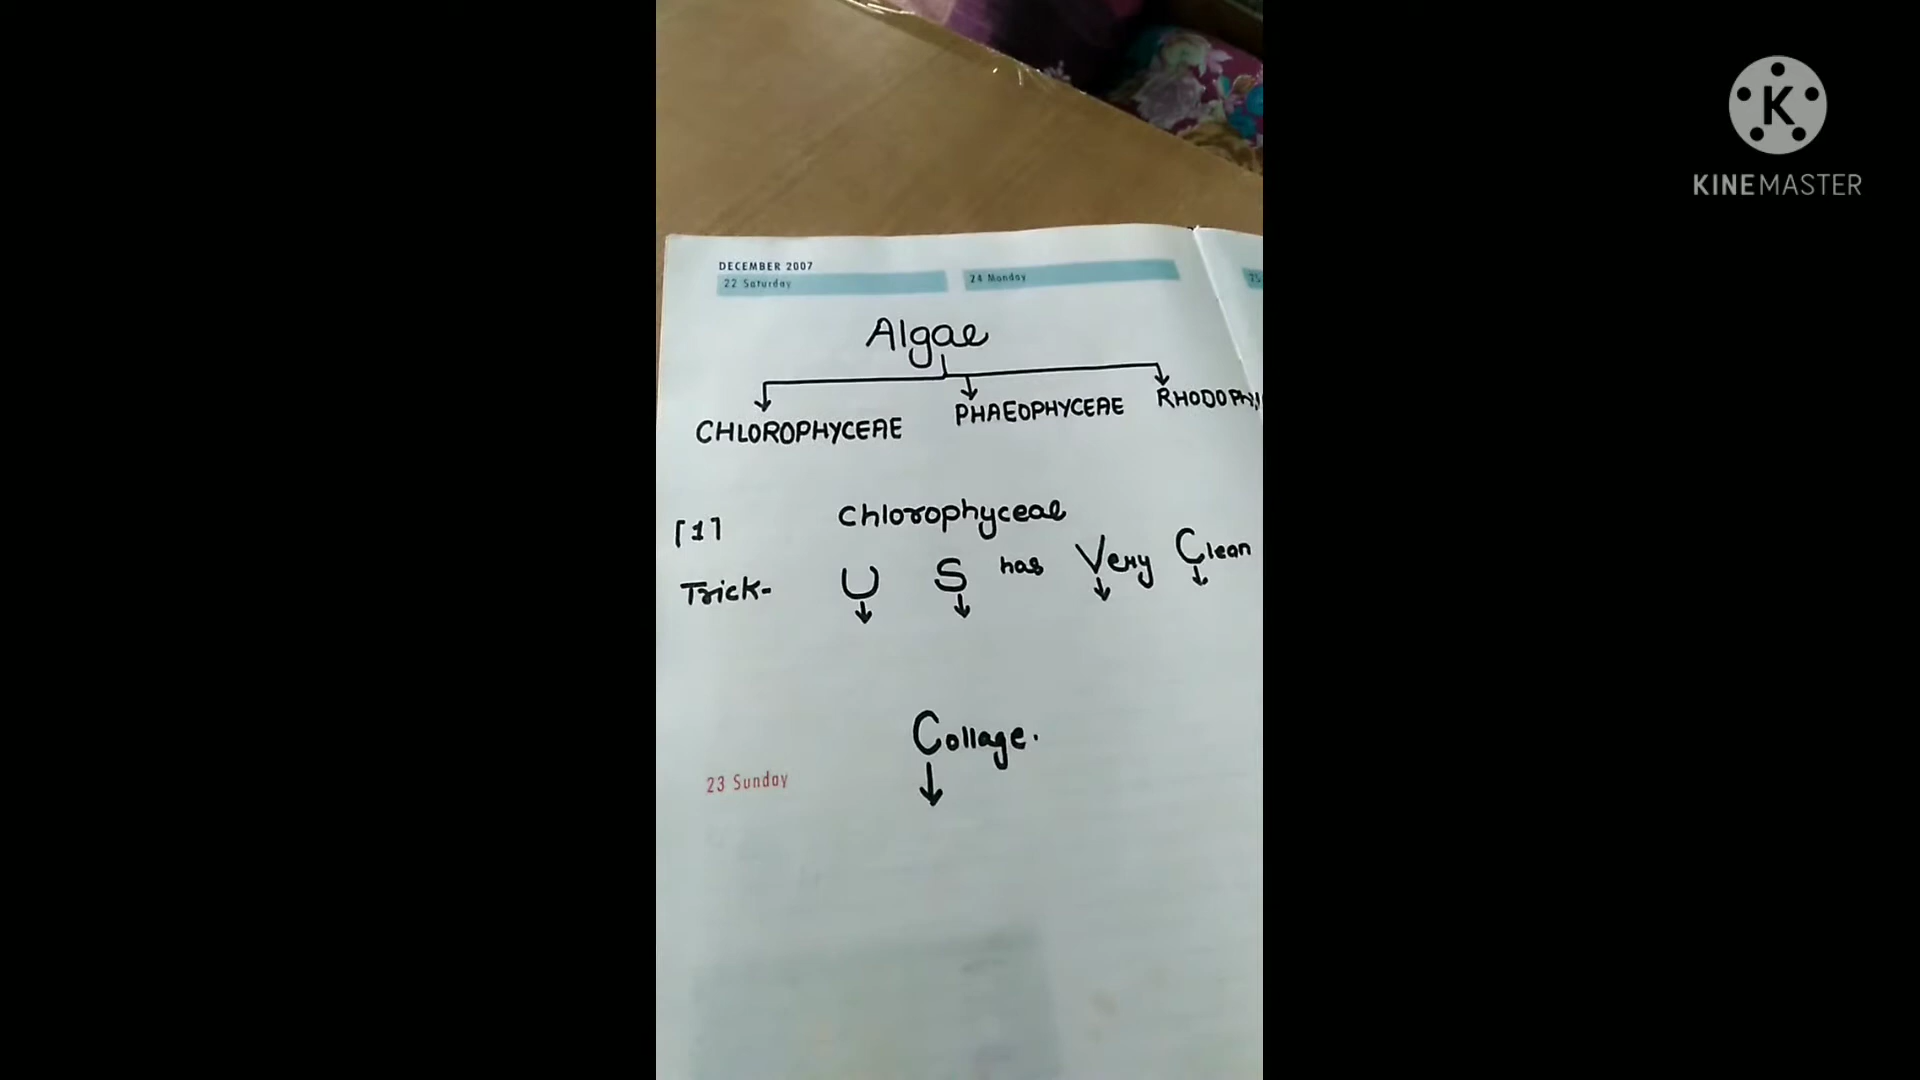 KINEMASTER
DECEMBER 2007
22 Saturday
24 Monday
Algae
CHLOROPHYCEAE
PHAEOPHYCEAE
[1]
Chlorophyceae
Trick-
U S has Very Clean
Collage.
23 Sunday